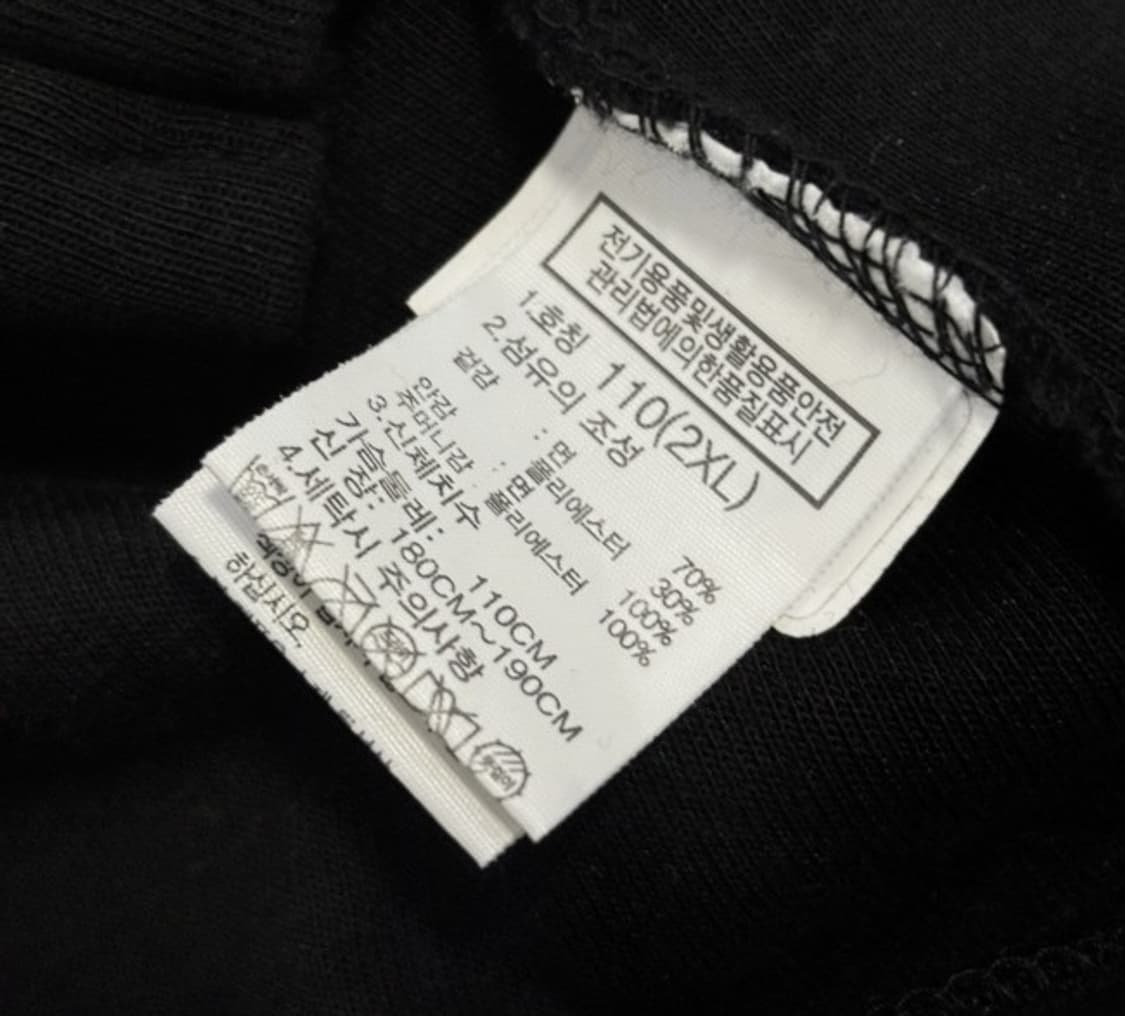 전기용품및생활용품안전
관리법에의한품질표시
1.호칭 110(2XL)
2.섬유의 조성
겉감 : 면 70%
폴리에스터 30%
안감 : 면 100%
주머니감 : 폴리에스터 100%
3.신체치수
가슴둘레: 110CM
신 장: 180CM~190CM
4.세탁시 주의사항
하십시오.